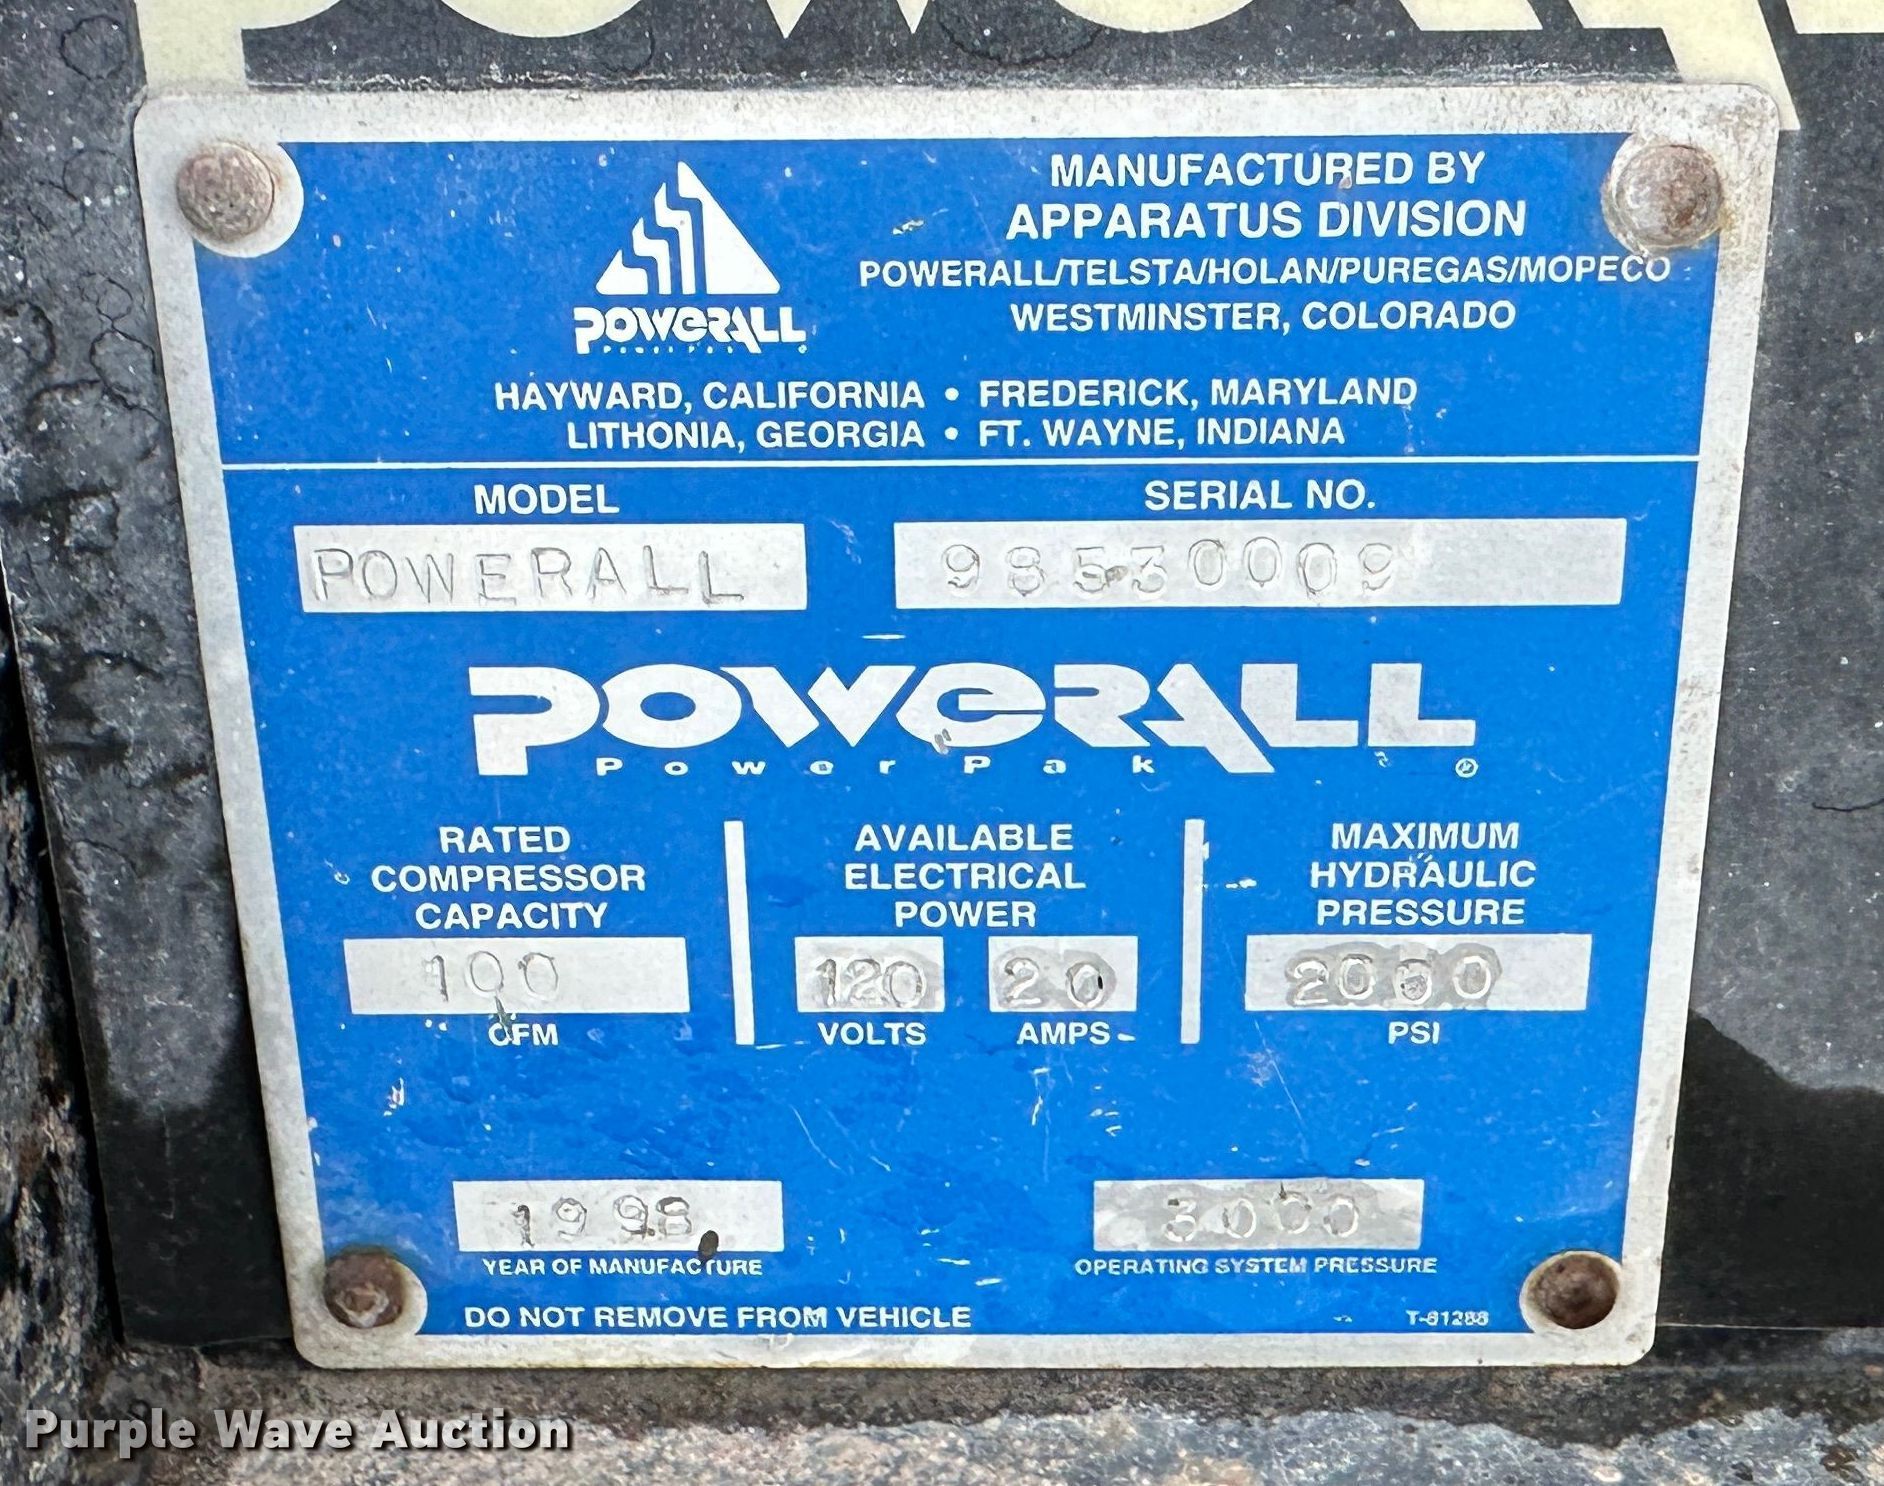 MANUFACTURED BY
APPARATUS DIVISION
POWERALL/TELSTA/HOLAN/PUREGAS/MOPECO
WESTMINSTER, COLORADO
POWERALL
HAYWARD, CALIFORNIA • FREDERICK, MARYLAND
LITHONIA, GEORGIA • FT. WAYNE, INDIANA
MODEL SERIAL NO.
POWERALL 98530009
POWERALL
PowerPak ®
RATED COMPRESSOR CAPACITY
100
CFM
AVAILABLE ELECTRICAL POWER
120 20
VOLTS AMPS
MAXIMUM HYDRAULIC PRESSURE
PSI
1998
YEAR OF MANUFACTURE
3000
OPERATING SYSTEM PRESSURE
DO NOT REMOVE FROM VEHICLE
T-81288
Purple Wave Auction